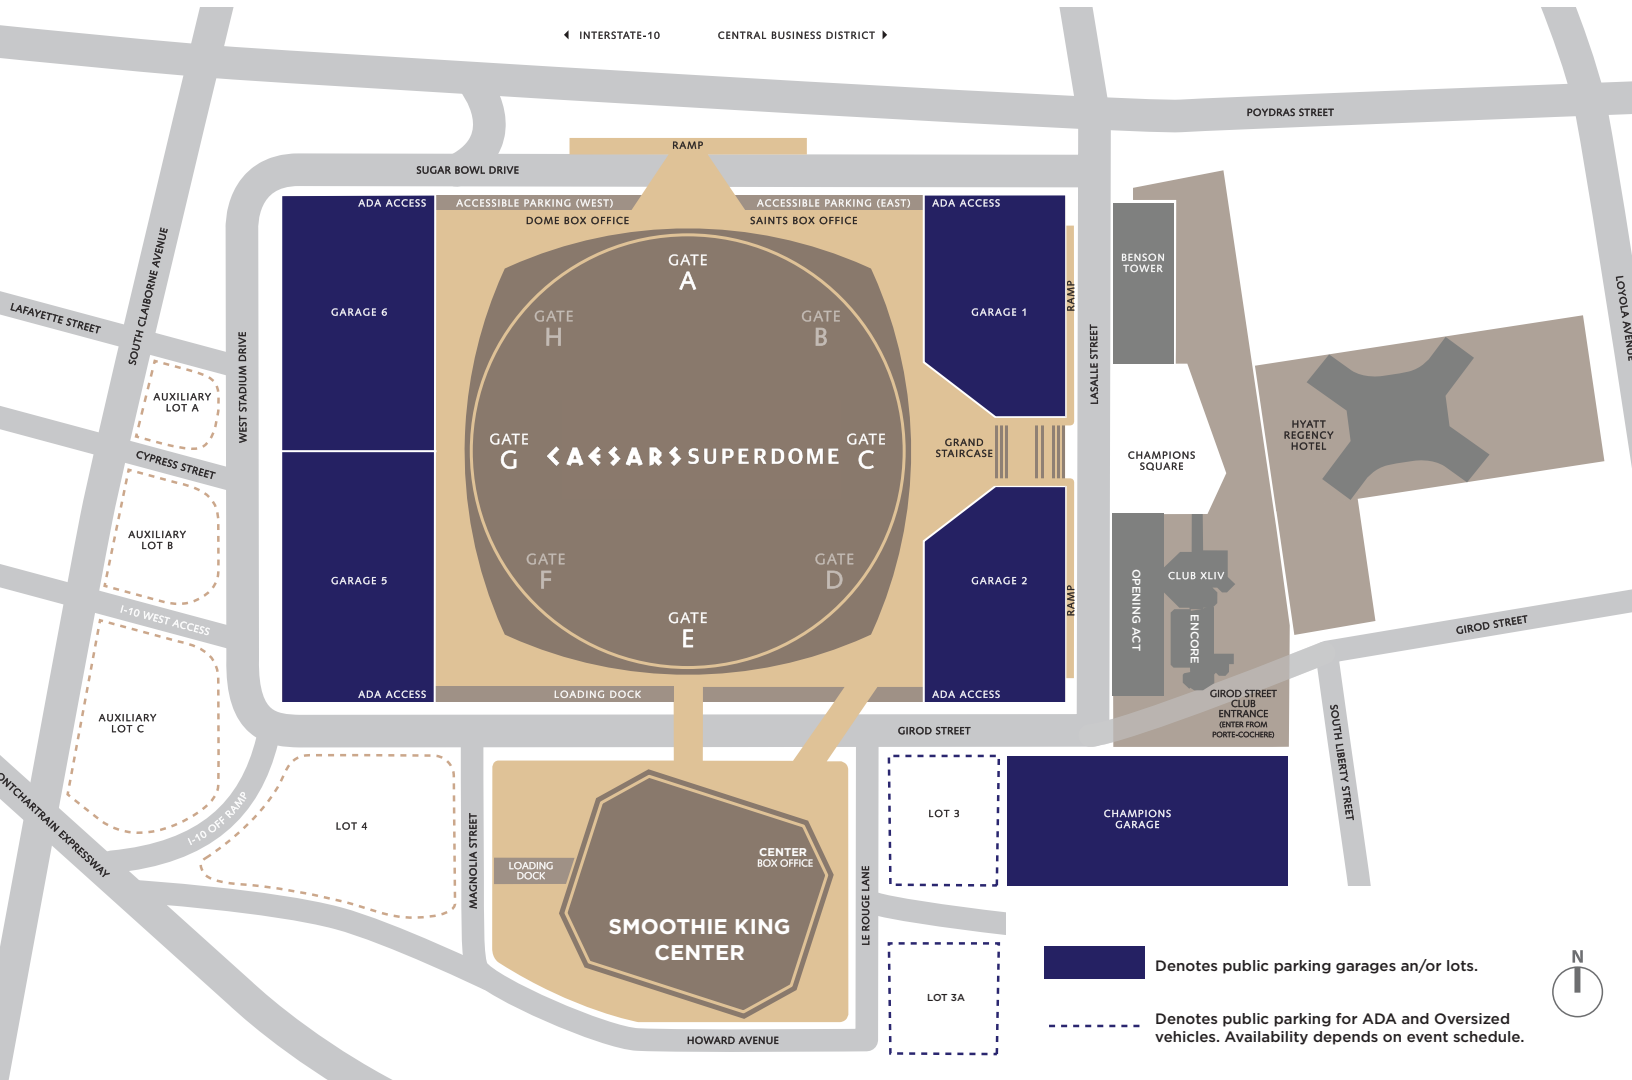 INTERSTATE-10
CENTRAL BUSINESS DISTRICT
POYDRAS STREET
RAMP
SUGAR BOWL DRIVE
ADA ACCESS
ACCESSIBLE PARKING (WEST)
ACCESSIBLE PARKING (EAST)
ADA ACCESS
DOME BOX OFFICE
SAINTS BOX OFFICE
SOUTH CLAIBORNE AVENUE
LAFAYETTE STREET
WEST STADIUM DRIVE
GARAGE 6
GATE
A
GATE
H
GATE
B
GARAGE 1
RAMP
LASALLE STREET
BENSON
TOWER
LOYOLA AVENUE
AUXILIARY
LOT A
CYPRESS STREET
GATE
G
CAESARS SUPERDOME
GATE
C
GRAND
STAIRCASE
CHAMPIONS
SQUARE
HYATT
REGENCY
HOTEL
AUXILIARY
LOT B
I-10 WEST ACCESS
GARAGE 5
GATE
F
GATE
D
GATE
E
GARAGE 2
RAMP
OPENING ACT
CLUB XLIV
ENCORE
GIROD STREET
ADA ACCESS
LOADING DOCK
ADA ACCESS
GIROD STREET
CLUB
ENTRANCE
(ENTER FROM
PORTE-COCHERE)
AUXILIARY
LOT C
GIROD STREET
SOUTH LIBERTY STREET
ONTCHARTRAIN EXPRESSWAY
I-10 OFF RAMP
LOT 4
MAGNOLIA STREET
LOADING
DOCK
CENTER
BOX OFFICE
SMOOTHIE KING
CENTER
LE ROUGE LANE
LOT 3
CHAMPIONS
GARAGE
LOT 3A
HOWARD AVENUE
N
Denotes public parking garages an/or lots.
Denotes public parking for ADA and Oversized
vehicles. Availability depends on event schedule.